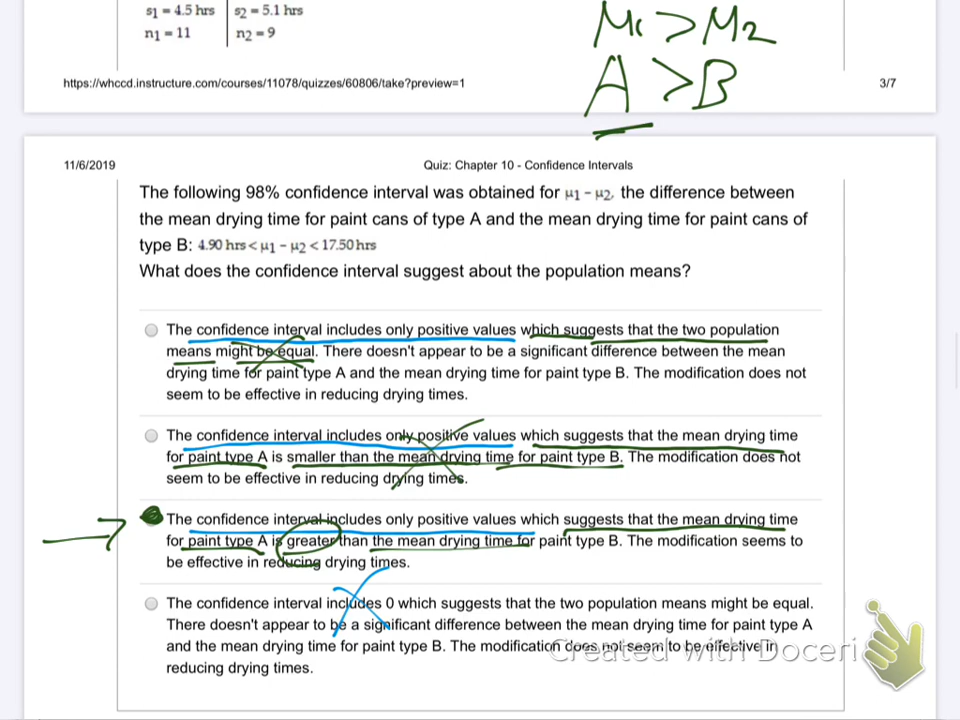 s1 = 4.5 hrs s2 = 5.1 hrs
n1 = 11 n2 = 9
μ1 > μ2
A > B
https://whccd.instructure.com/courses/11078/quizzes/60806/take?preview=1 3/7
11/6/2019 Quiz: Chapter 10 - Confidence Intervals
The following 98% confidence interval was obtained for μ1 - μ2, the difference between
the mean drying time for paint cans of type A and the mean drying time for paint cans of
type B: 4.90 hrs < μ1 - μ2 < 17.50 hrs
What does the confidence interval suggest about the population means?
The confidence interval includes only positive values which suggests that the two population
means might be equal. There doesn't appear to be a significant difference between the mean
drying time for paint type A and the mean drying time for paint type B. The modification does not
seem to be effective in reducing drying times.
The confidence interval includes only positive values which suggests that the mean drying time
for paint type A is smaller than the mean drying time for paint type B. The modification does not
seem to be effective in reducing drying times.
The confidence interval includes only positive values which suggests that the mean drying time
for paint type A is greater than the mean drying time for paint type B. The modification seems to
be effective in reducing drying times.
The confidence interval includes 0 which suggests that the two population means might be equal.
There doesn't appear to be a significant difference between the mean drying time for paint type A
and the mean drying time for paint type B. The modification does not seem to be effective in
reducing drying times.
Created with Doceri